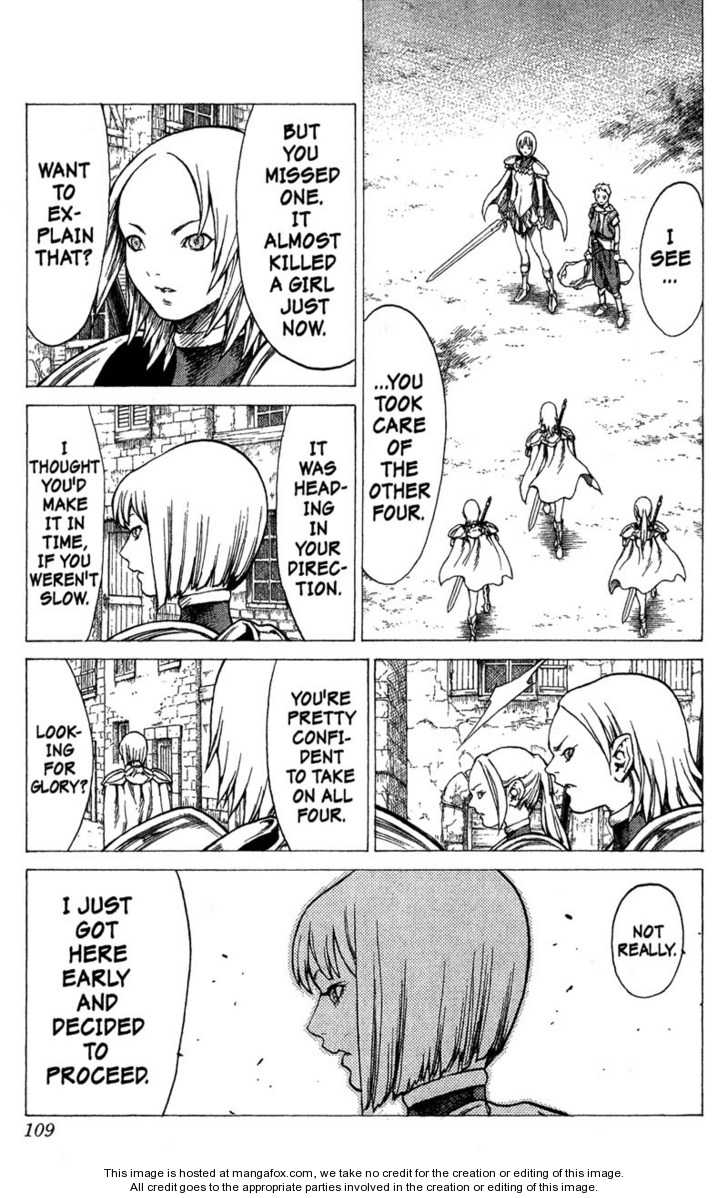 I
SEE
...
...YOU
TOOK
CARE
OF
THE
OTHER
FOUR.
BUT
YOU
MISSED
ONE.
IT
ALMOST
KILLED
A GIRL
JUST
NOW.
WANT
TO
EX-
PLAIN
THAT?
IT
WAS
HEAD-
ING
IN
YOUR
DIREC-
TION.
I
THOUGHT
YOU'D
MAKE
IT IN
TIME,
IF YOU
WEREN'T
SLOW.
YOU'RE
PRETTY
CONFI-
DENT
TO TAKE
ON ALL
FOUR.
LOOK-
ING
FOR
GLORY?
NOT
REALLY.
I JUST
GOT
HERE
EARLY
AND
DECIDED
TO
PROCEED.
109
This image is hosted at mangafox.com, we take no credit for the creation or editing of this image.
All credit goes to the appropriate parties involved in the creation or editing of this image.